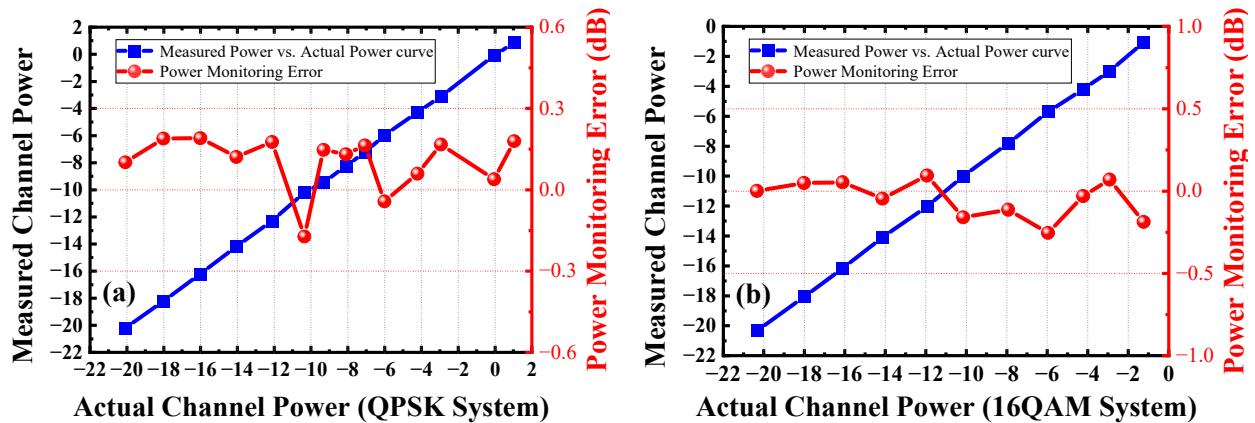 Measured Channel Power
2
0
−2
−4
−6
−8
−10
−12
−14
−16
−18
−20
−22
Measured Power vs. Actual Power curve
Power Monitoring Error
(a)
0.6
0.3
0.0
−0.3
−0.6
Power Monitoring Error (dB)
−22 −20 −18 −16 −14 −12 −10 −8 −6 −4 −2 0 2
Actual Channel Power (QPSK System)
Measured Channel Power
0
−2
−4
−6
−8
−10
−12
−14
−16
−18
−20
−22
Measured Power vs. Actual Power curve
Power Monitoring Error
(b)
1.0
0.5
0.0
−0.5
−1.0
Power Monitoring Error (dB)
−22 −20 −18 −16 −14 −12 −10 −8 −6 −4 −2 0
Actual Channel Power (16QAM System)